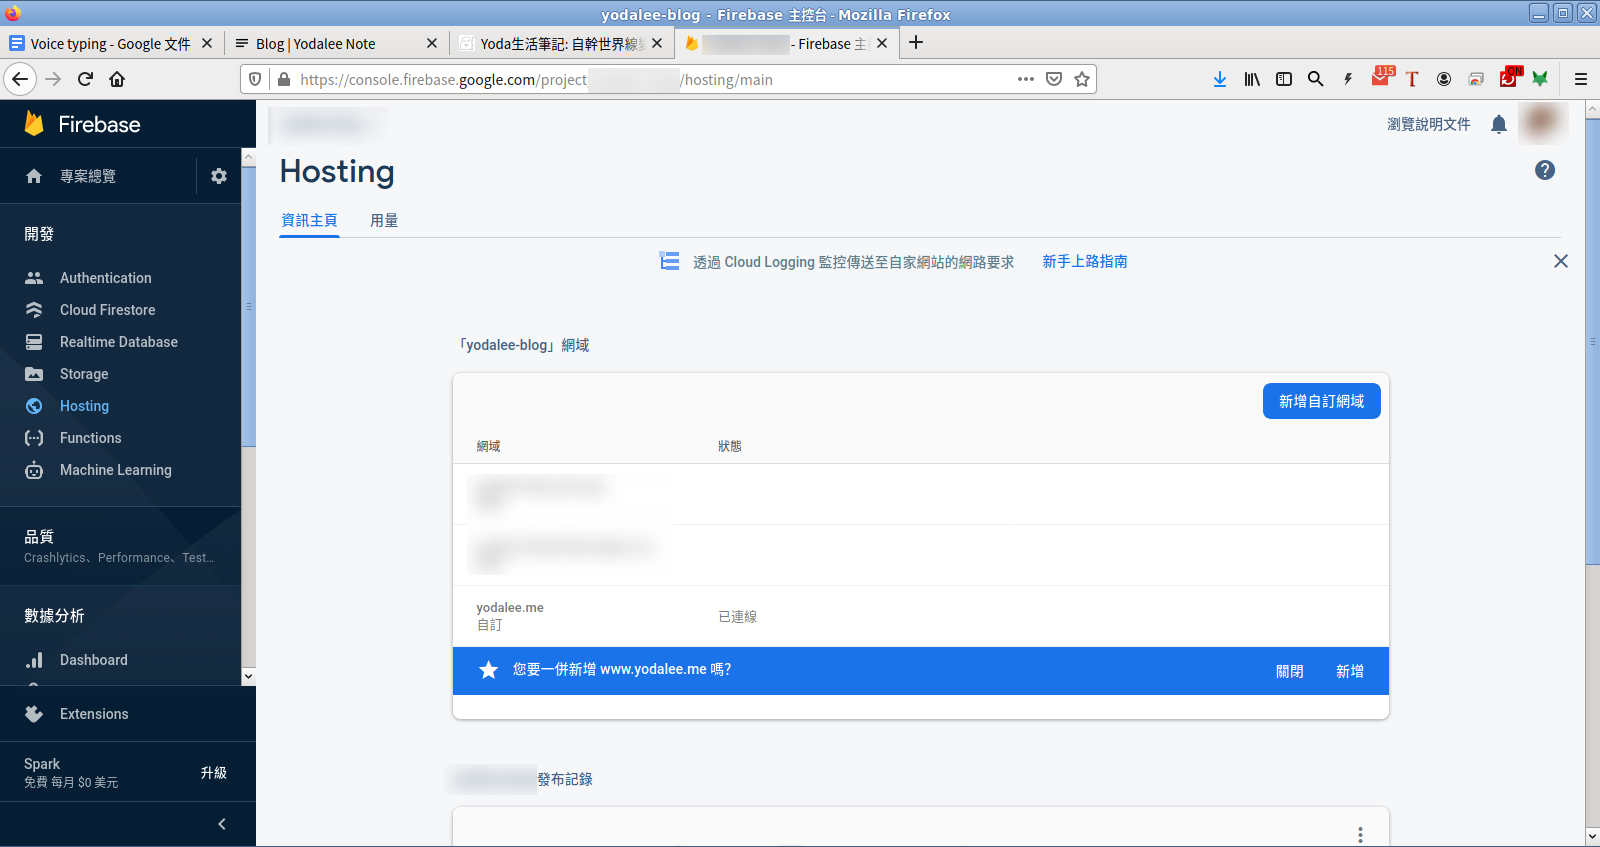 yodalee-blog - Firebase 主控台 - Mozilla Firefox
Voice typing - Google 文件
Blog | Yodalee Note
Yoda生活筆記: 自幹世界線
- Firebase 主
https://console.firebase.google.com/project
/hosting/main
115
ON
Firebase
瀏覽說明文件
專案總覽
Hosting
資訊主頁
用量
開發
透過 Cloud Logging 監控傳送至自家網站的網路要求
新手上路指南
Authentication
Cloud Firestore
Realtime Database
Storage
Hosting
Functions
Machine Learning
「yodalee-blog」網域
新增自訂網域
網域
狀態
yodalee.me
自訂
已連線
您要一併新增 www.yodalee.me 嗎?
關閉
新增
品質
Crashlytics、Performance、Test...
數據分析
Dashboard
Extensions
Spark
免費 每月 $0 美元
升級
發布記錄